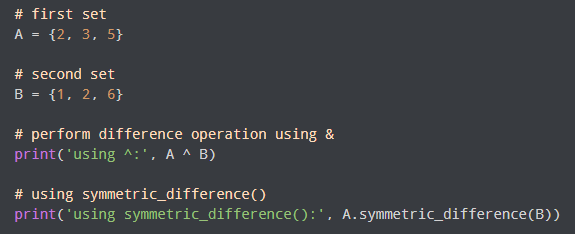 # first set
A = {2, 3, 5}
# second set
B = {1, 2, 6}
# perform difference operation using &
print('using ^:', A ^ B)
# using symmetric_difference()
print('using symmetric_difference():', A.symmetric_difference(B))